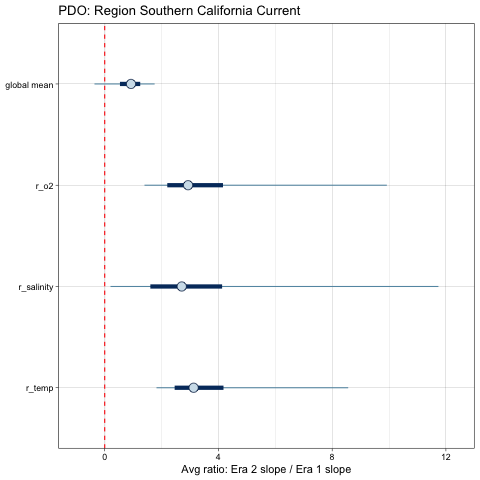 PDO: Region Southern California Current
global mean
r_o2
r_salinity
r_temp
0 4 8 12
Avg ratio: Era 2 slope / Era 1 slope